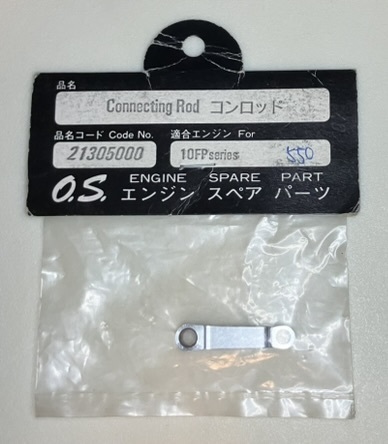 品名
Connecting Rod コンロッド
品名コード Code No. 適合エンジン For
21305000 10FPseries 550
O.S. ENGINE SPARE PART
エンジン スペア パーツ